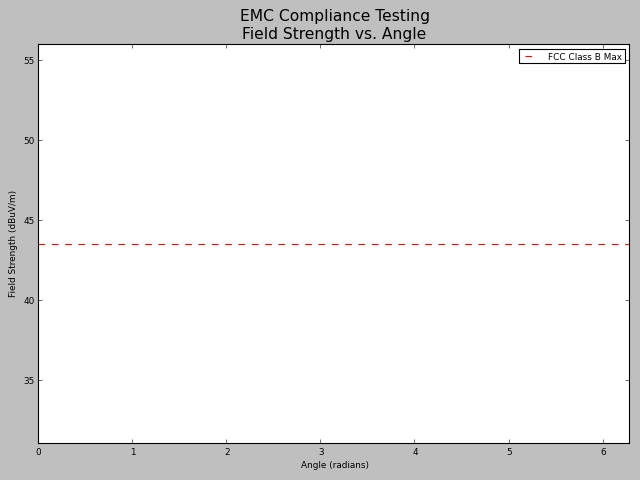 EMC Compliance Testing
Field Strength vs. Angle
FCC Class B Max
55
50
45
40
35
Field Strength (dBuV/m)
0 1 2 3 4 5 6
Angle (radians)